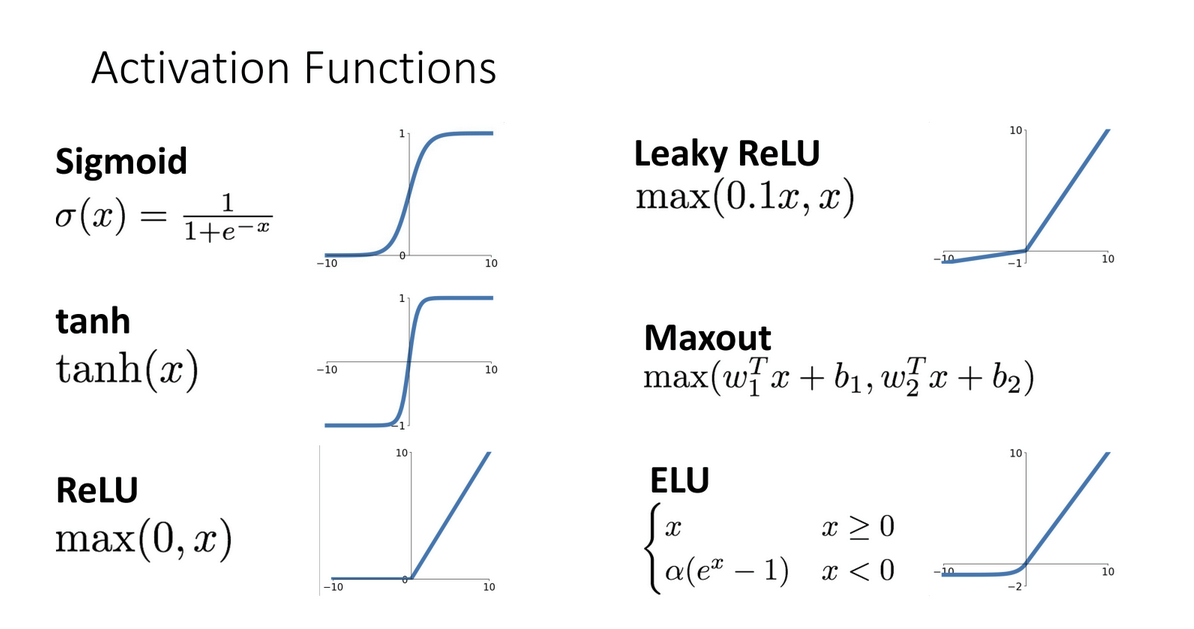 Activation Functions
Sigmoid
σ(x) = 1/(1+e^−x)
1
0
−10
10
tanh
tanh(x)
1
−10
10
−1
ReLU
max(0, x)
10
0
−10
10
Leaky ReLU
max(0.1x, x)
10
−10
−1
10
Maxout
max(w₁ᵀx + b₁, w₂ᵀx + b₂)
ELU
{ x x ≥ 0
α(eˣ − 1) x < 0
10
−10
−2
10